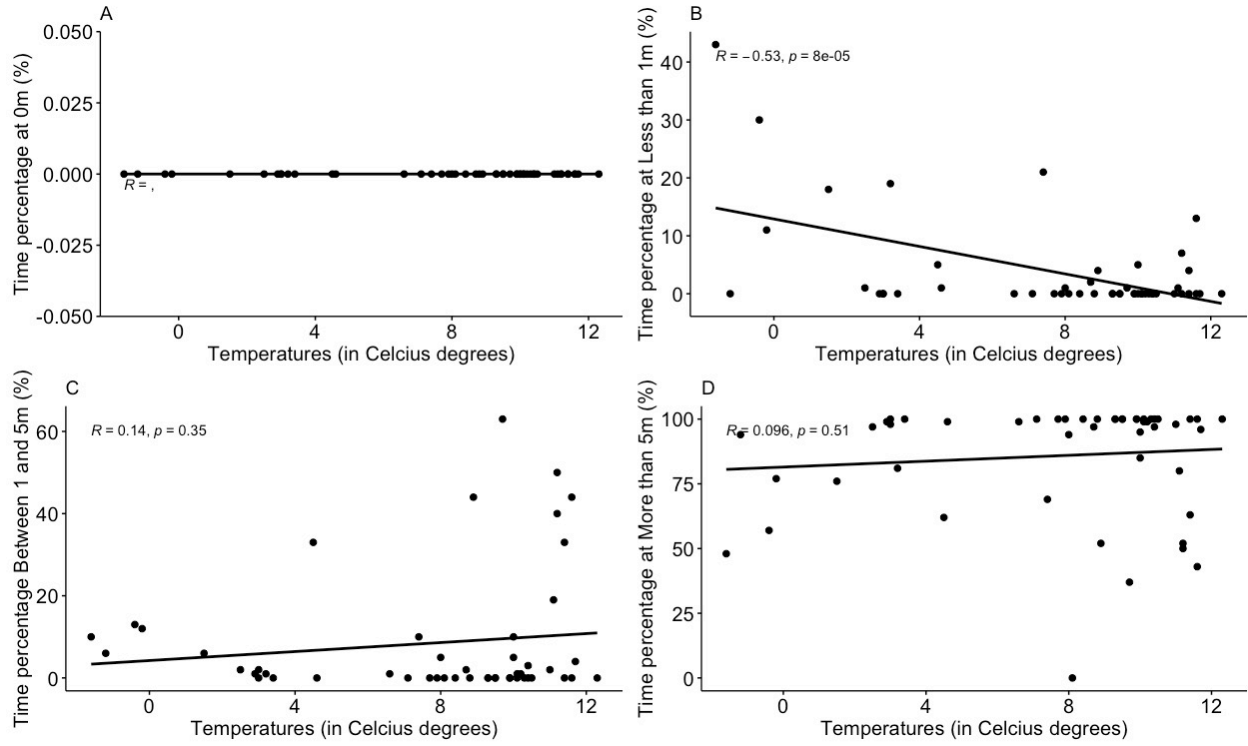 A
Time percentage at 0m (%)
0.050
0.025
0.000
-0.025
-0.050
R = ,
0 4 8 12
Temperatures (in Celcius degrees)
B
Time percentage at Less than 1m (%)
40
30
20
10
0
R = −0.53, p = 8e-05
0 4 8 12
Temperatures (in Celcius degrees)
C
Time percentage Between 1 and 5m (%)
60
40
20
0
R = 0.14, p = 0.35
0 4 8 12
Temperatures (in Celcius degrees)
D
Time percentage at More than 5m (%)
100
75
50
25
0
R = 0.096, p = 0.51
0 4 8 12
Temperatures (in Celcius degrees)